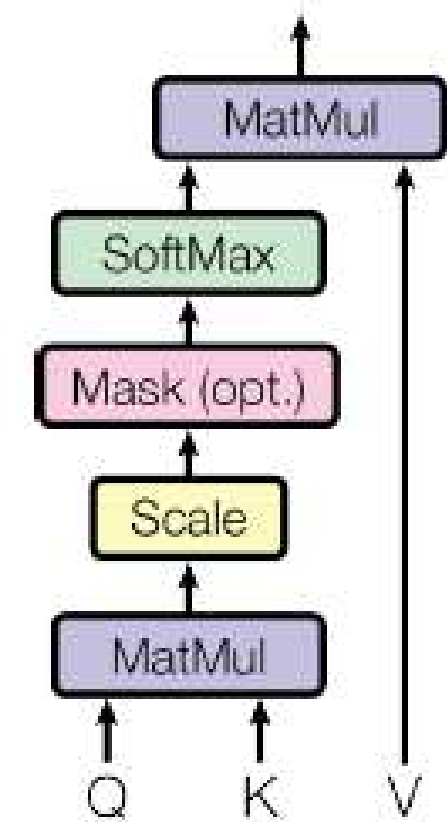 MatMul
SoftMax
Mask (opt.)
Scale
MatMul
Q K V